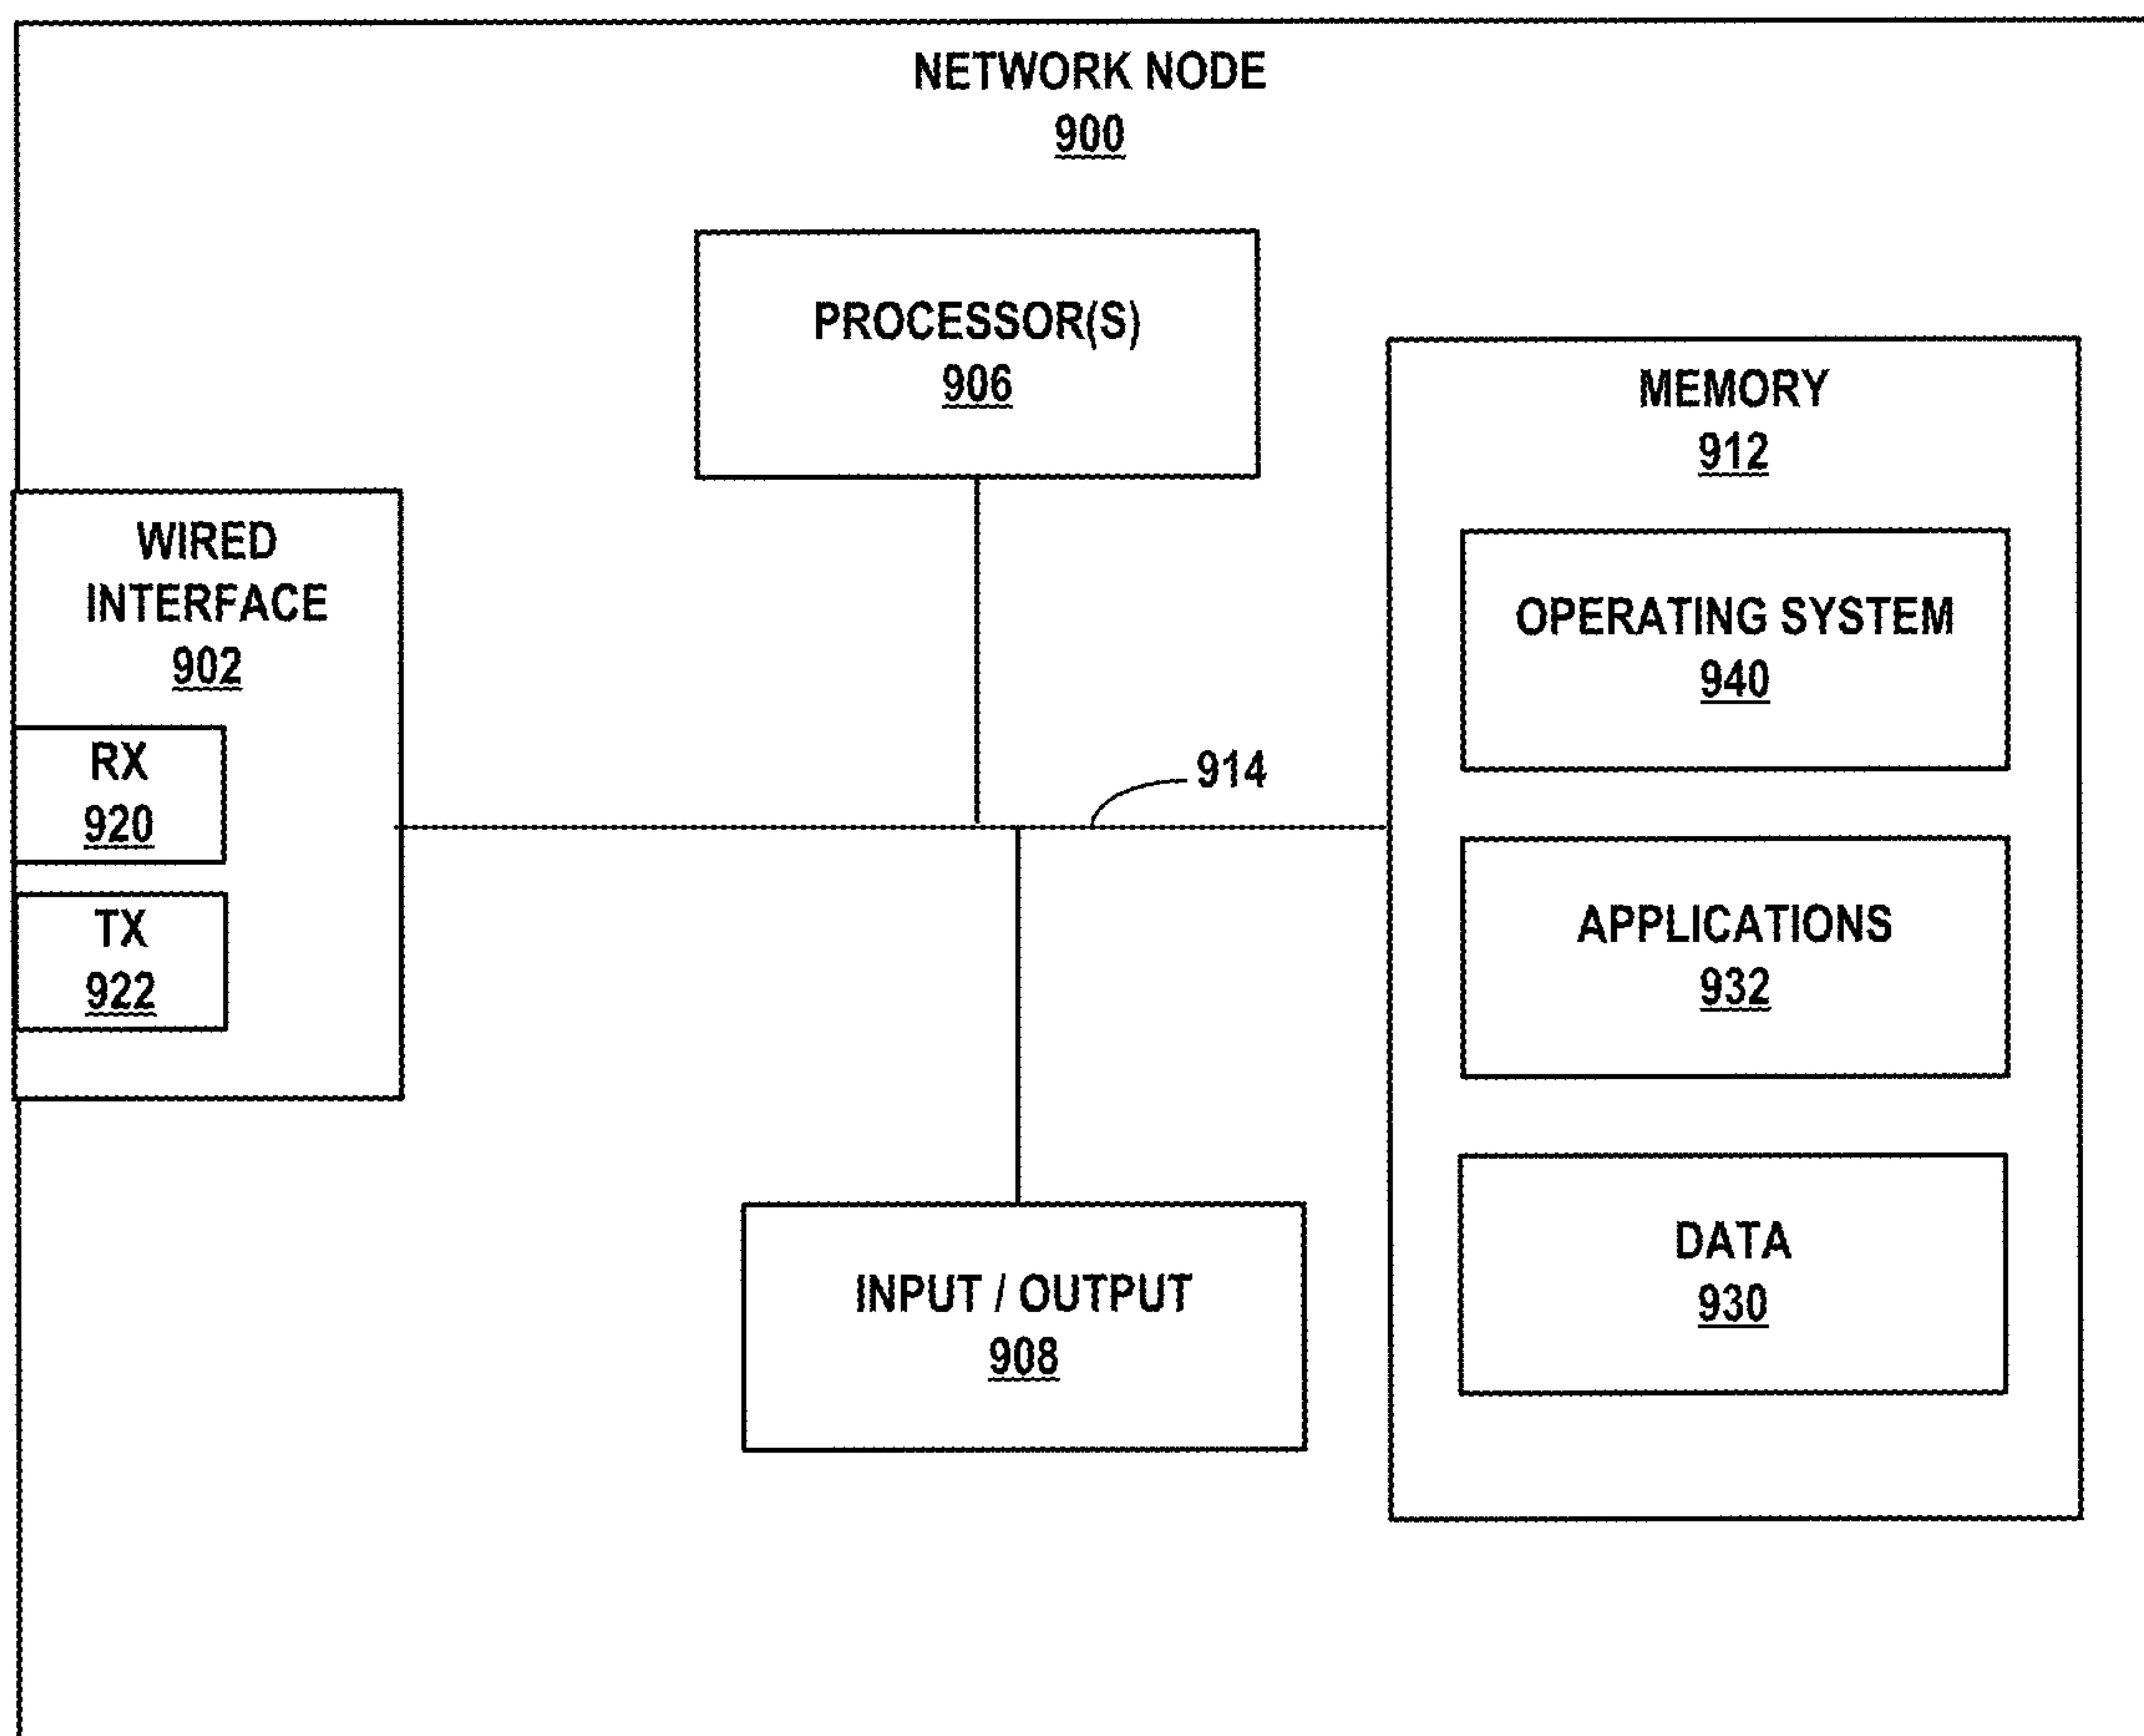 NETWORK NODE
900
PROCESSOR(S)
906
MEMORY
912
WIRED
INTERFACE
902
OPERATING SYSTEM
940
RX
920
914
TX
922
APPLICATIONS
932
INPUT / OUTPUT
908
DATA
930